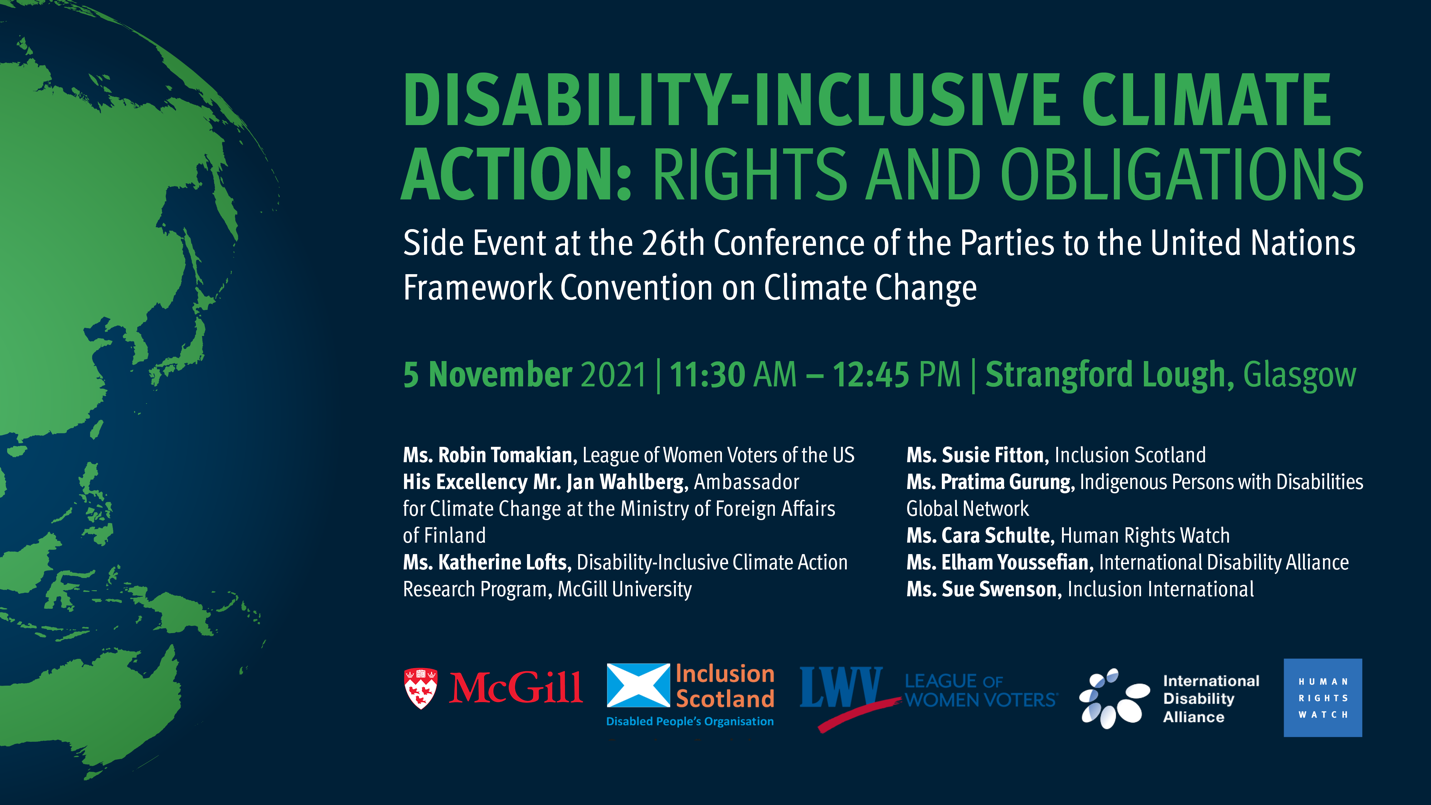 DISABILITY-INCLUSIVE CLIMATE
ACTION: RIGHTS AND OBLIGATIONS
Side Event at the 26th Conference of the Parties to the United Nations
Framework Convention on Climate Change
5 November 2021 | 11:30 AM – 12:45 PM | Strangford Lough, Glasgow
Ms. Robin Tomakian, League of Women Voters of the US
His Excellency Mr. Jan Wahlberg, Ambassador
for Climate Change at the Ministry of Foreign Affairs
of Finland
Ms. Katherine Lofts, Disability-Inclusive Climate Action
Research Program, McGill University
Ms. Susie Fitton, Inclusion Scotland
Ms. Pratima Gurung, Indigenous Persons with Disabilities
Global Network
Ms. Cara Schulte, Human Rights Watch
Ms. Elham Youssefian, International Disability Alliance
Ms. Sue Swenson, Inclusion International
McGill
Inclusion
Scotland
Disabled People's Organisation
LWV
LEAGUE OF
WOMEN VOTERS®
International
Disability
Alliance
HUMAN
RIGHTS
WATCH